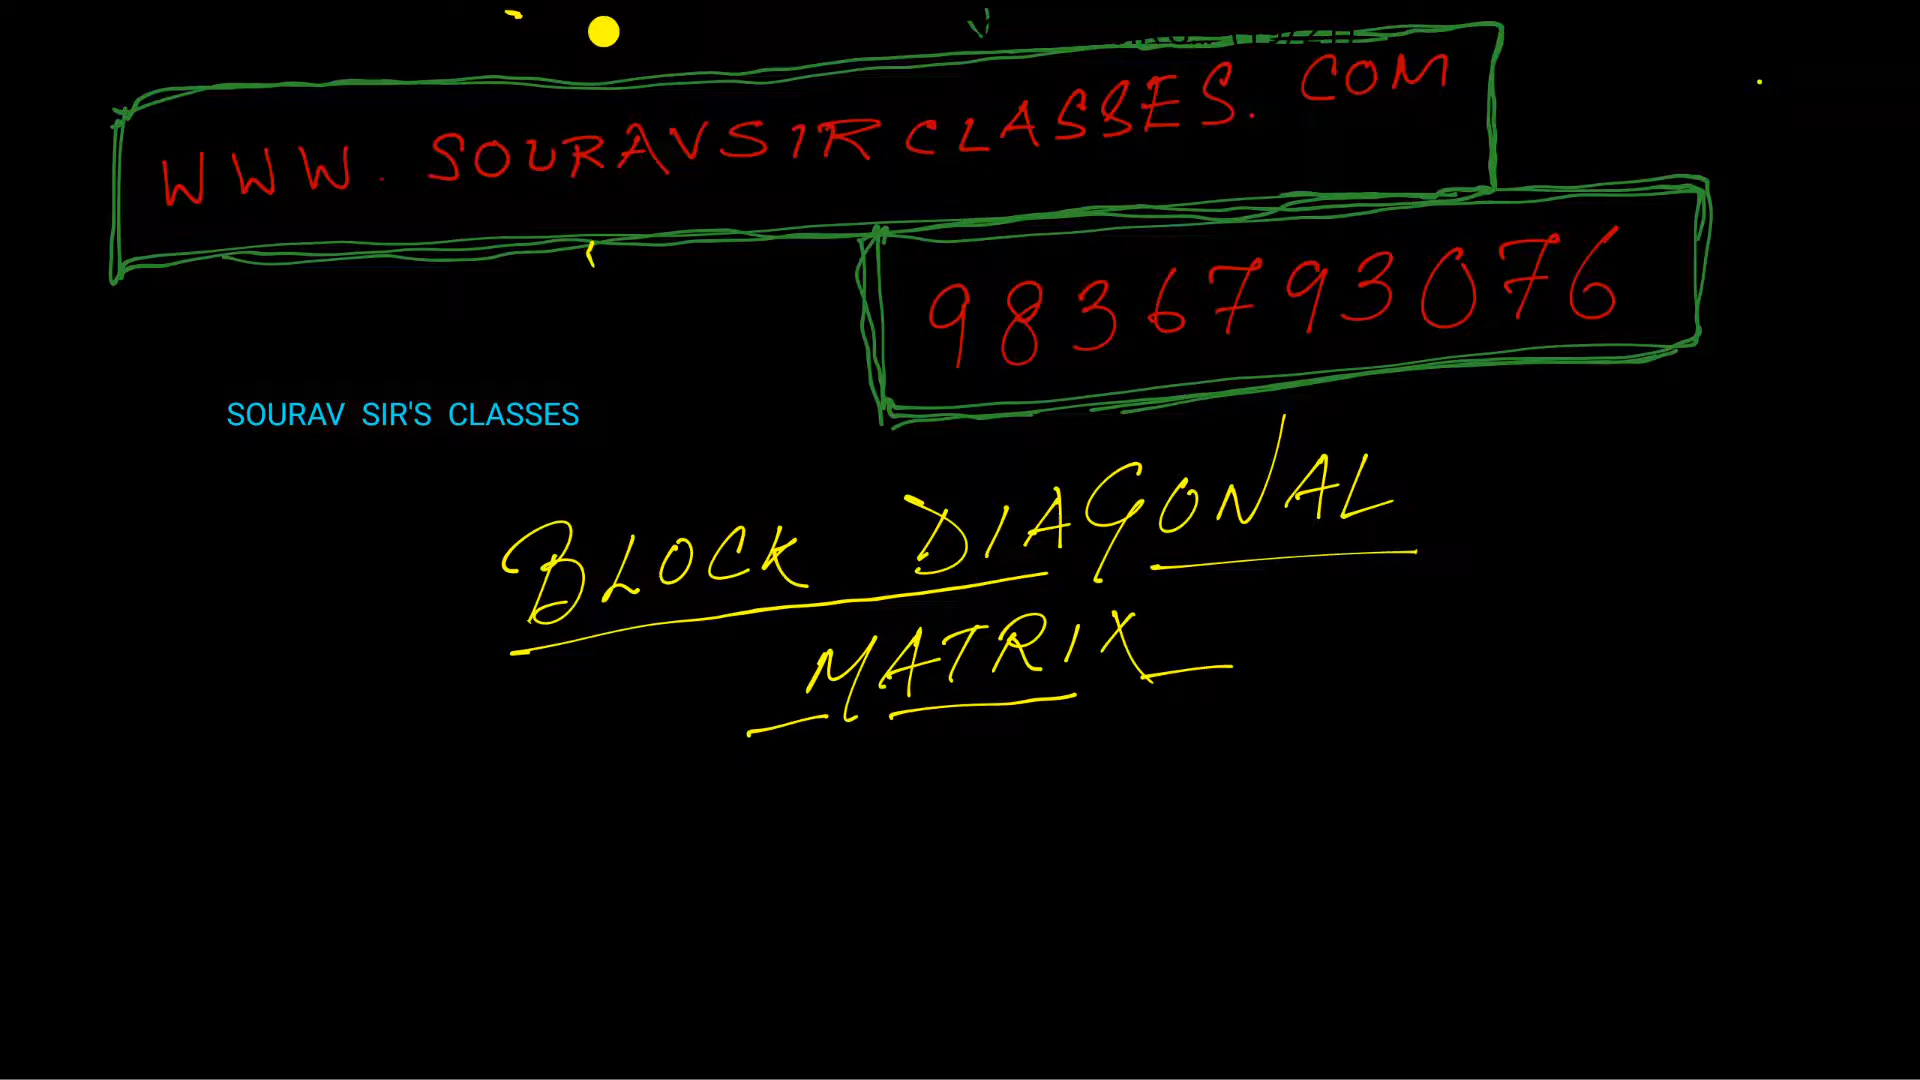 WWW. SOURAVSIRCLASSES. COM
9836793076
SOURAV SIR'S CLASSES
BLOCK DIAGONAL
MATRIX